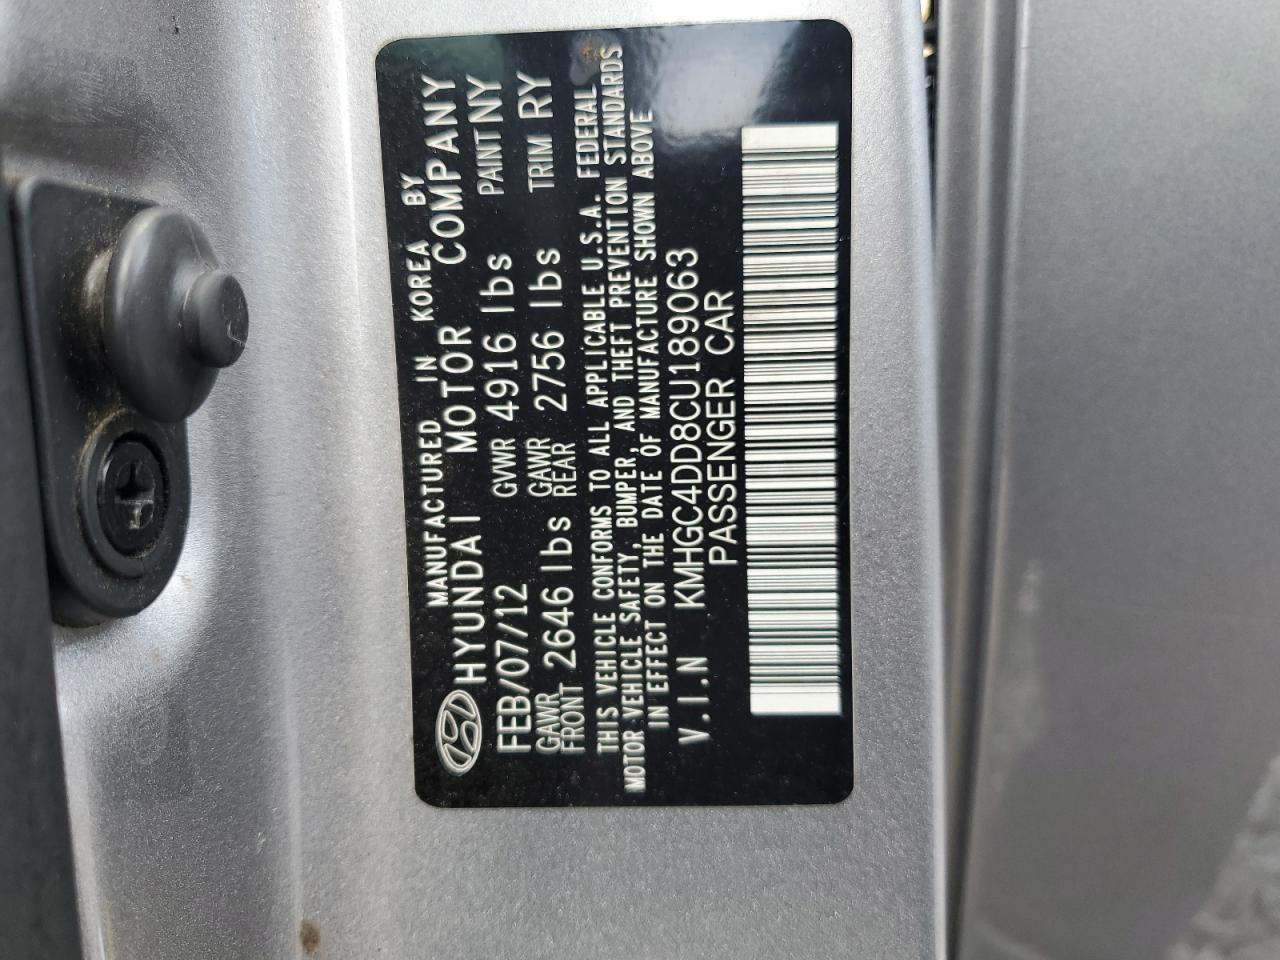 MANUFACTURED IN KOREA BY
HYUNDAI MOTOR COMPANY
FEB/07/12 GVWR 4916 lbs PAINT NY
GAWR FRONT 2646 lbs GAWR REAR 2756 lbs TRIM RY
THIS VEHICLE CONFORMS TO ALL APPLICABLE U.S.A. FEDERAL
MOTOR VEHICLE SAFETY, BUMPER, AND THEFT PREVENTION STANDARDS
IN EFFECT ON THE DATE OF MANUFACTURE SHOWN ABOVE
V.I.N KMHGC4DD8CU189063
PASSENGER CAR